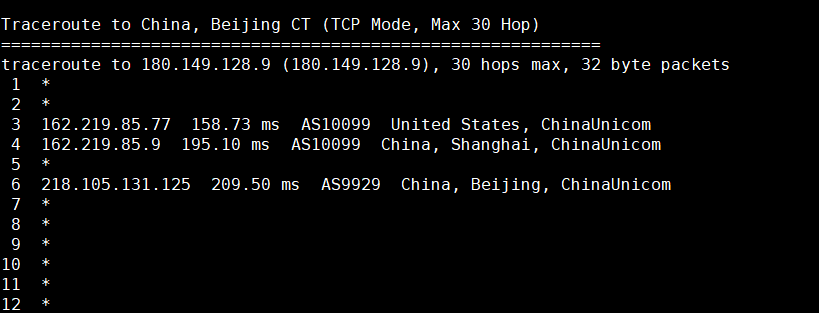 Traceroute to China, Beijing CT (TCP Mode, Max 30 Hop)
============================================================
traceroute to 180.149.128.9 (180.149.128.9), 30 hops max, 32 byte packets
 1  *
 2  *
 3  162.219.85.77  158.73 ms  AS10099  United States, ChinaUnicom
 4  162.219.85.9  195.10 ms  AS10099  China, Shanghai, ChinaUnicom
 5  *
 6  218.105.131.125  209.50 ms  AS9929  China, Beijing, ChinaUnicom
 7  *
 8  *
 9  *
10  *
11  *
12  *